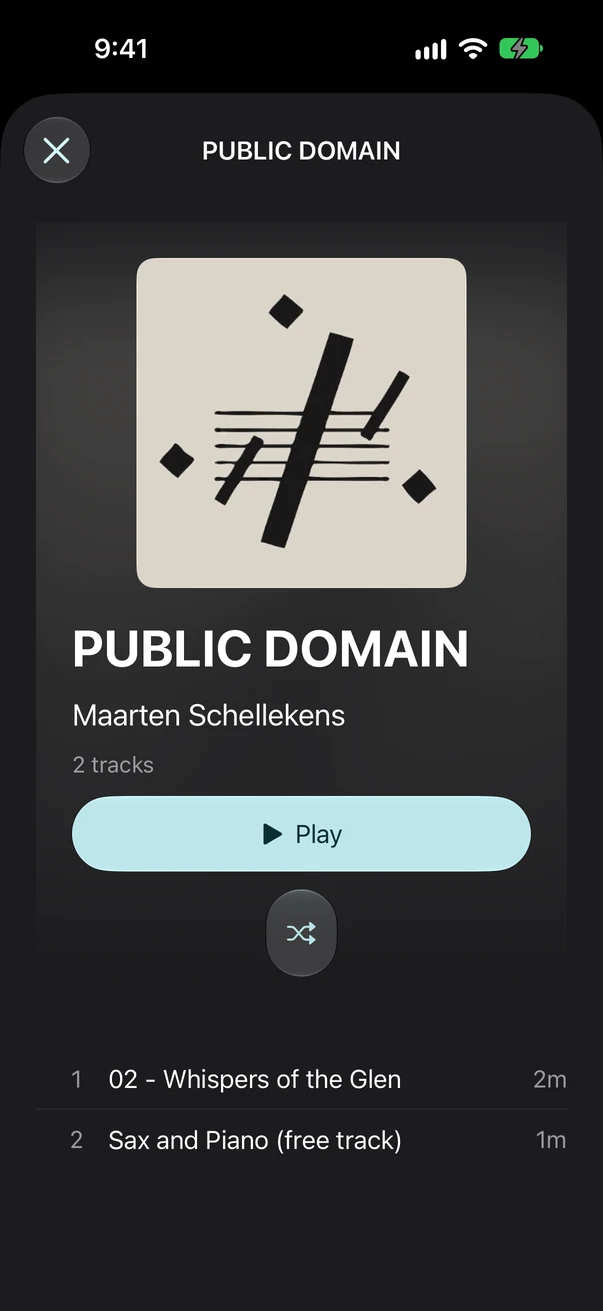 9:41
PUBLIC DOMAIN
PUBLIC DOMAIN
Maarten Schellekens
2 tracks
Play
1 02 - Whispers of the Glen 2m
2 Sax and Piano (free track) 1m